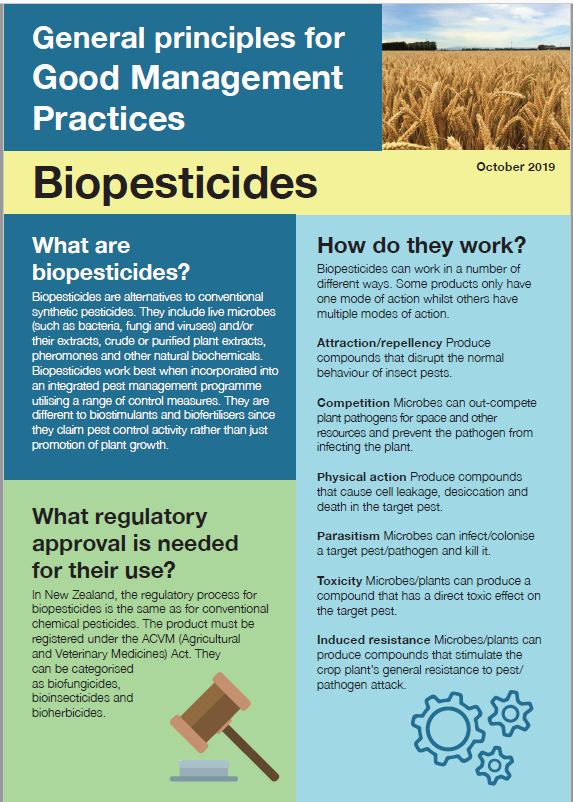 General principles for
Good Management
Practices
October 2019
Biopesticides
What are
biopesticides?
Biopesticides are alternatives to conventional
synthetic pesticides. They include live microbes
(such as bacteria, fungi and viruses) and/or
their extracts, crude or purified plant extracts,
pheromones and other natural biochemicals.
Biopesticides work best when incorporated into
an integrated pest management programme
utilising a range of control measures. They are
different to biostimulants and biofertilisers since
they claim pest control activity rather than just
promotion of plant growth.
What regulatory
approval is needed
for their use?
In New Zealand, the regulatory process for
biopesticides is the same as for conventional
chemical pesticides. The product must be
registered under the ACVM (Agricultural
and Veterinary Medicines) Act. They
can be categorised
as biofungicides,
bioinsecticides and
bioherbicides.
How do they work?
Biopesticides can work in a number of
different ways. Some products only have
one mode of action whilst others have
multiple modes of action.
Attraction/repellency Produce
compounds that disrupt the normal
behaviour of insect pests.
Competition Microbes can out-compete
plant pathogens for space and other
resources and prevent the pathogen from
infecting the plant.
Physical action Produce compounds
that cause cell leakage, desiccation and
death in the target pest.
Parasitism Microbes can infect/colonise
a target pest/pathogen and kill it.
Toxicity Microbes/plants can produce a
compound that has a direct toxic effect on
the target pest.
Induced resistance Microbes/plants can
produce compounds that stimulate the
crop plant's general resistance to pest/
pathogen attack.